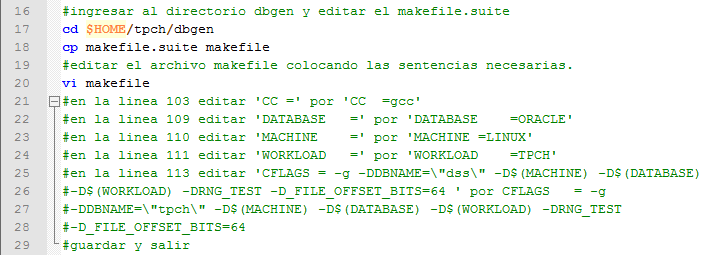 16 #ingresar al directorio dbgen y editar el makefile.suite
17 cd $HOME/tpch/dbgen
18 cp makefile.suite makefile
19 #editar el archivo makefile colocando las sentencias necesarias.
20 vi makefile
21 #en la linea 103 editar 'CC =' por 'CC  =gcc'
22 #en la linea 109 editar 'DATABASE   =' por 'DATABASE    =ORACLE'
23 #en la linea 110 editar 'MACHINE    =' por 'MACHINE =LINUX'
24 #en la linea 111 editar 'WORKLOAD   =' por 'WORKLOAD    =TPCH'
25 #en la linea 113 editar 'CFLAGS = -g -DDBNAME=\"dss\" -D$(MACHINE) -D$(DATABASE)
26 #-D$(WORKLOAD) -DRNG_TEST -D_FILE_OFFSET_BITS=64 ' por CFLAGS   = -g
27 #-DDBNAME=\"tpch\" -D$(MACHINE) -D$(DATABASE) -D$(WORKLOAD) -DRNG_TEST
28 #-D_FILE_OFFSET_BITS=64
29 #guardar y salir